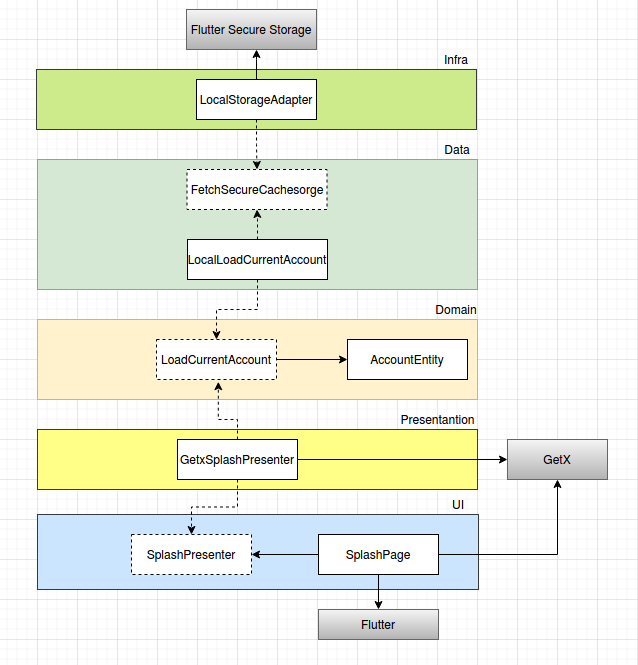 Flutter Secure Storage
Infra
LocalStorageAdapter
Data
FetchSecureCachesorge
LocalLoadCurrentAccount
Domain
LoadCurrentAccount
AccountEntity
Presentantion
GetxSplashPresenter
GetX
UI
SplashPresenter
SplashPage
Flutter